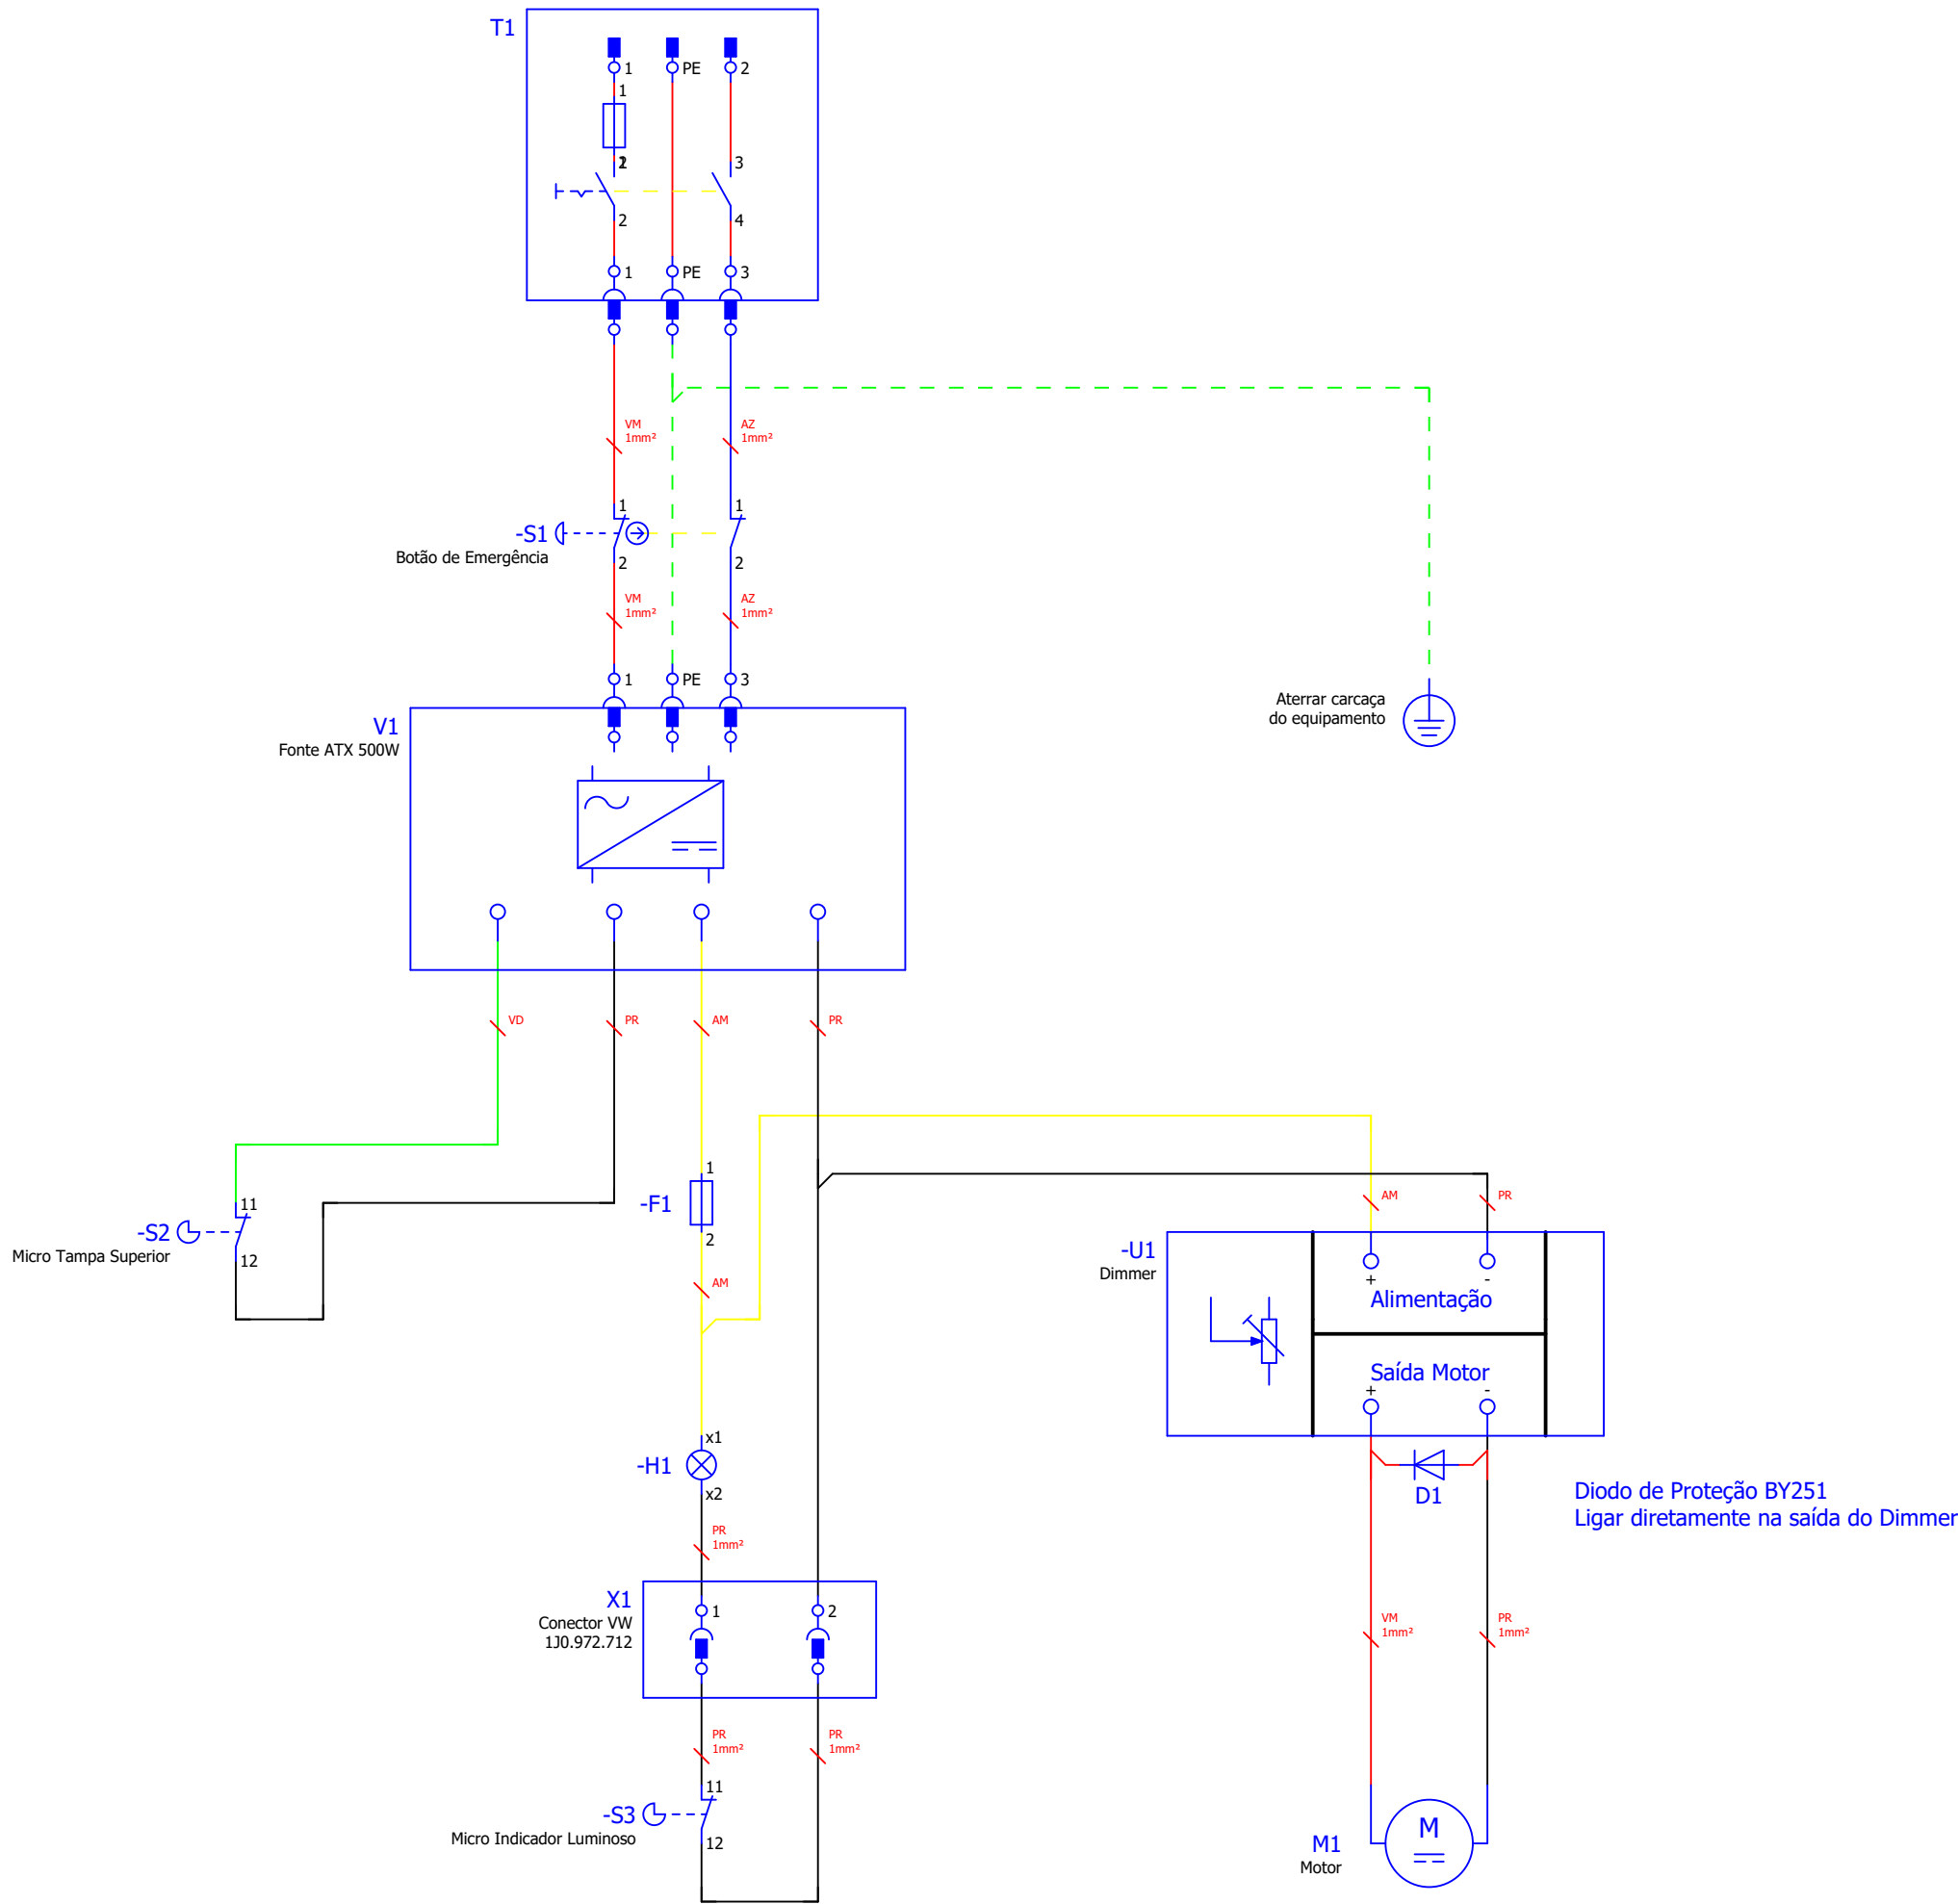 T1
1
PE
2
1
1
2
3
2
4
1
PE
3
VM
1mm²
AZ
1mm²
1
1
-S1
Botão de Emergência
2
2
VM
1mm²
AZ
1mm²
1
PE
3
Aterrar carcaça
do equipamento
V1
Fonte ATX 500W
VD
PR
AM
PR
1
-F1
2
11
-S2
Micro Tampa Superior
12
AM
AM
PR
-U1
Dimmer
+
-
Alimentação
Saída Motor
+
-
x1
-H1
x2
D1
Diodo de Proteção BY251
Ligar diretamente na saída do Dimmer
PR
1mm²
X1
Conector VW
1J0.972.712
1
2
VM
1mm²
PR
1mm²
PR
1mm²
PR
1mm²
11
-S3
Micro Indicador Luminoso
12
M
M1
Motor